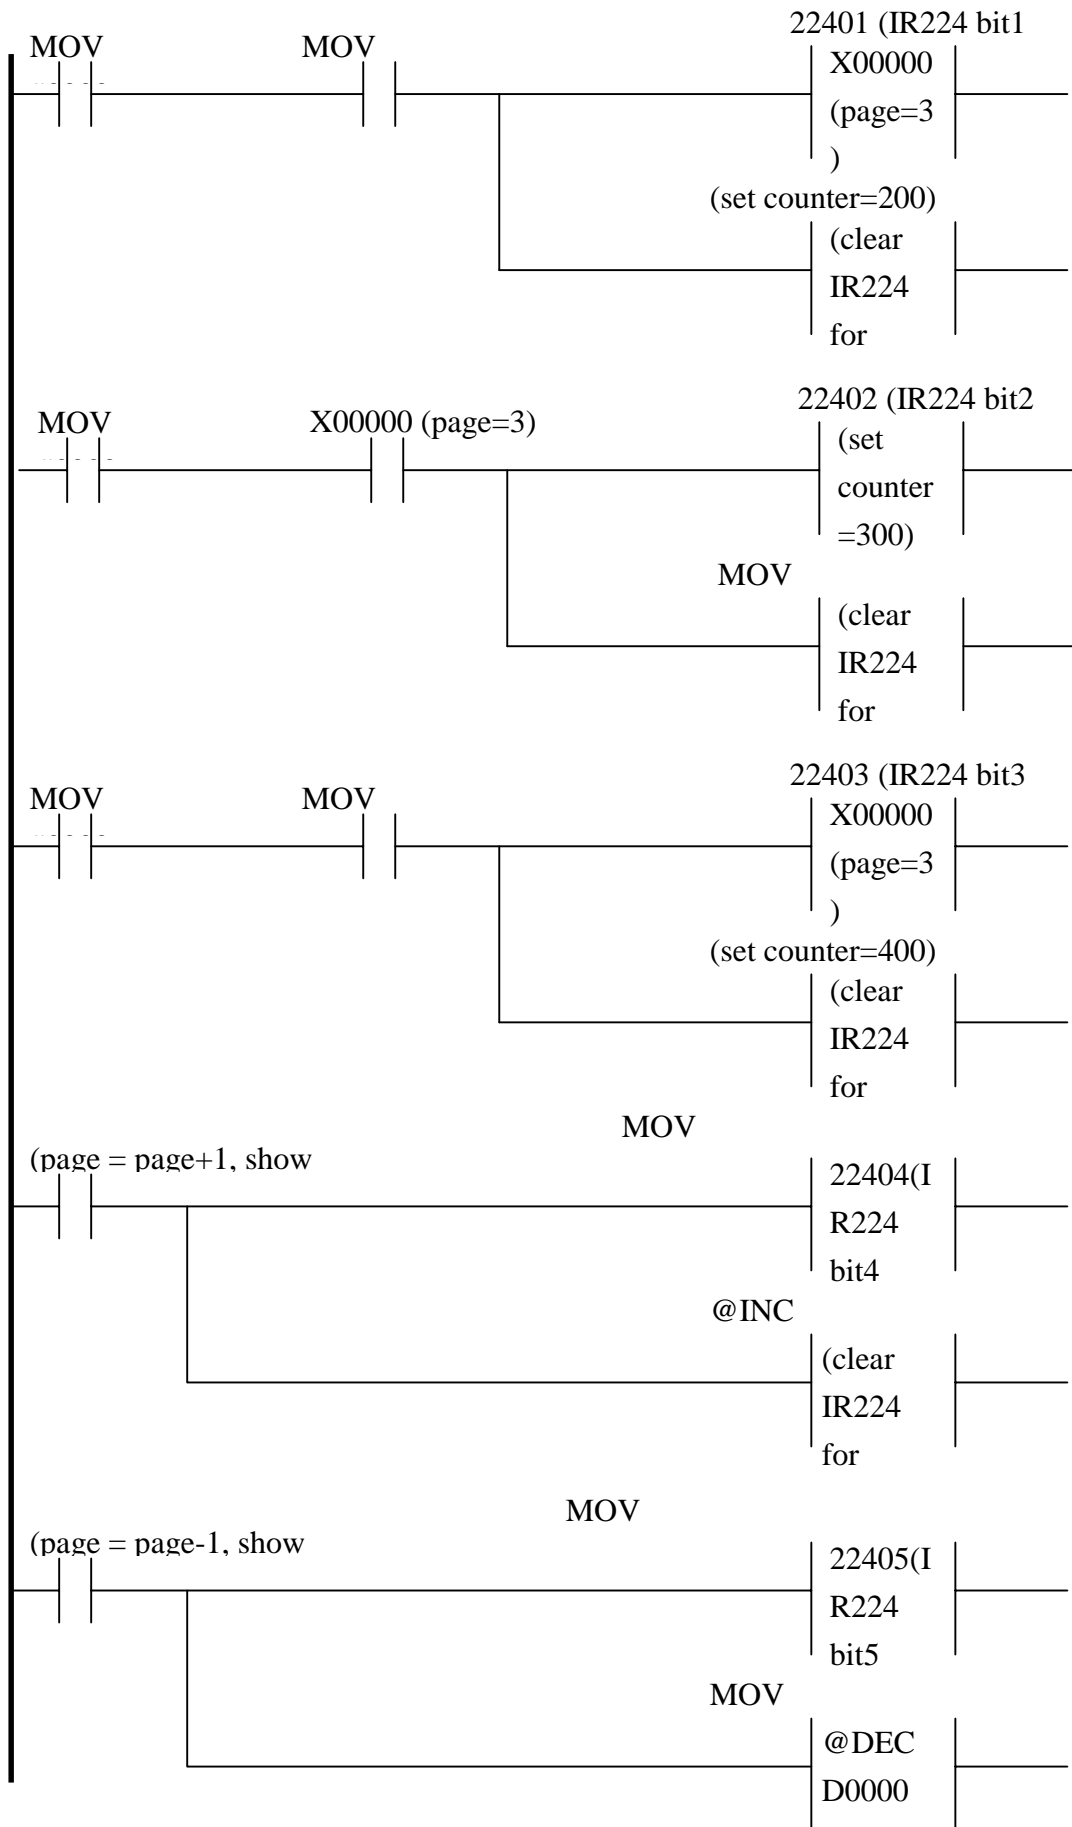 22401 (IR224 bit1
MOV
MOV
X00000
(page=3
)
(set counter=200)
(clear
IR224
for
22402 (IR224 bit2
MOV
X00000 (page=3)
(set
counter
=300)
MOV
(clear
IR224
for
22403 (IR224 bit3
MOV
MOV
X00000
(page=3
)
(set counter=400)
(clear
IR224
for
MOV
(page = page+1, show
22404(I
R224
bit4
@INC
(clear
IR224
for
MOV
(page = page-1, show
22405(I
R224
bit5
MOV
@DEC
D0000